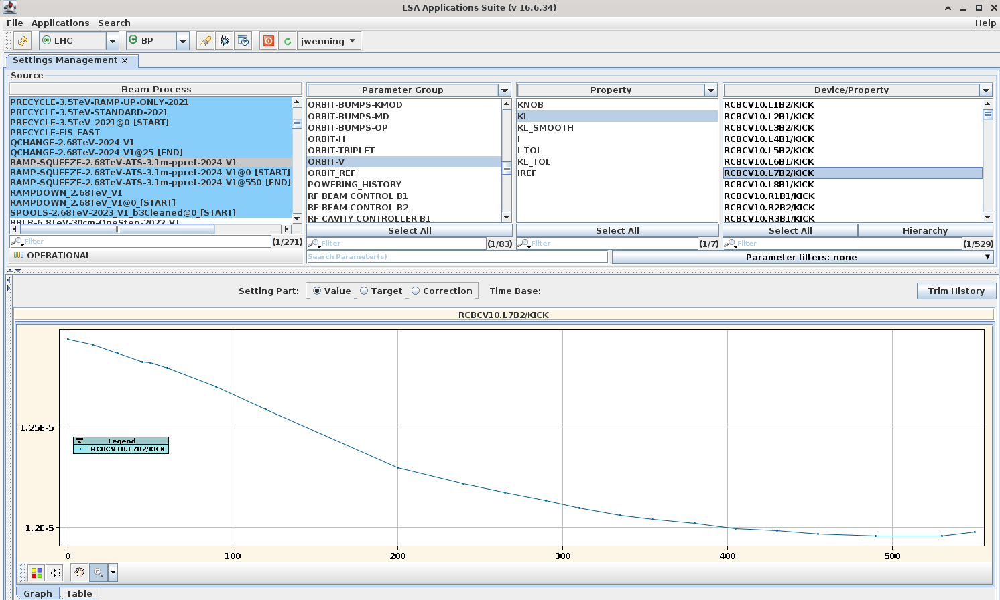 LSA Applications Suite (v 16.6.34)
File Applications Search Help
LHC BP jwenning
Settings Management
Source
Beam Process
PRECYCLE-3.5TeV-RAMP-UP-ONLY-2021
PRECYCLE-3.5TeV-STANDARD-2021
PRECYCLE-3.5TeV_2021@0_[START]
PRECYCLE-EIS_FAST
QCHANGE-2.68TeV-2024_V1
QCHANGE-2.68TeV-2024_V1@25_[END]
RAMP-SQUEEZE-2.68TeV-ATS-3.1m-ppref-2024_V1
RAMP-SQUEEZE-2.68TeV-ATS-3.1m-ppref-2024_V1@0_[START]
RAMP-SQUEEZE-2.68TeV-ATS-3.1m-ppref-2024_V1@550_[END]
RAMPDOWN_2.68TeV_V1
RAMPDOWN_2.68TeV_V1@0_[START]
SPOOLS-2.68TeV-2023_V1_b3Cleaned@0_[START]
RBLR-6.8TeV-30cm-OneStep-2022_V1
Filter (1/271)
OPERATIONAL
Parameter Group
ORBIT-BUMPS-KMOD
ORBIT-BUMPS-MD
ORBIT-BUMPS-OP
ORBIT-H
ORBIT-TRIPLET
ORBIT-V
ORBIT_REF
POWERING_HISTORY
RF BEAM CONTROL B1
RF BEAM CONTROL B2
RF CAVITY CONTROLLER B1
Select All
Filter (1/83)
Search Parameter(s)
Property
KNOB
KL
KL_SMOOTH
I
I_TOL
KL_TOL
IREF
Select All
Filter (1/7)
Device/Property
RCBCV10.L1B2/KICK
RCBCV10.L2B1/KICK
RCBCV10.L3B2/KICK
RCBCV10.L4B1/KICK
RCBCV10.L5B2/KICK
RCBCV10.L6B1/KICK
RCBCV10.L7B2/KICK
RCBCV10.L8B1/KICK
RCBCV10.R1B1/KICK
RCBCV10.R2B2/KICK
RCBCV10.R3B1/KICK
Select All Hierarchy
Filter (1/529)
Parameter filters: none
Setting Part: Value Target Correction Time Base: Trim History
RCBCV10.L7B2/KICK
1.25E-5
Legend
RCBCV10.L7B2/KICK
1.2E-5
0 100 200 300 400 500
Graph Table